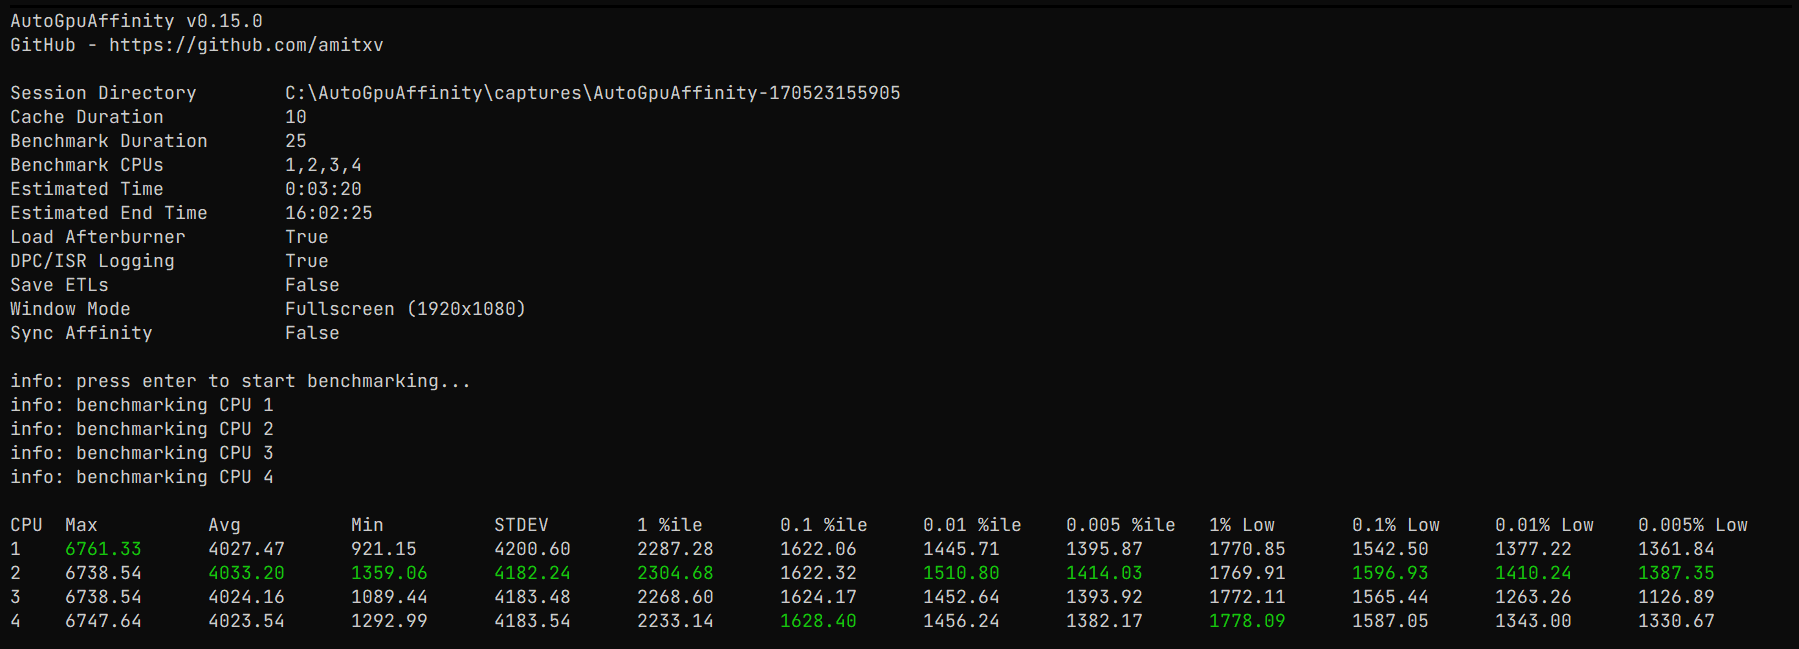 AutoGpuAffinity v0.15.0
GitHub - https://github.com/amitxv
Session Directory C:\AutoGpuAffinity\captures\AutoGpuAffinity-170523155905
Cache Duration 10
Benchmark Duration 25
Benchmark CPUs 1,2,3,4
Estimated Time 0:03:20
Estimated End Time 16:02:25
Load Afterburner True
DPC/ISR Logging True
Save ETLs False
Window Mode Fullscreen (1920x1080)
Sync Affinity False
info: press enter to start benchmarking...
info: benchmarking CPU 1
info: benchmarking CPU 2
info: benchmarking CPU 3
info: benchmarking CPU 4
CPU Max Avg Min STDEV 1 %ile 0.1 %ile 0.01 %ile 0.005 %ile 1% Low 0.1% Low 0.01% Low 0.005% Low
1 6761.33 4027.47 921.15 4200.60 2287.28 1622.06 1445.71 1395.87 1770.85 1542.50 1377.22 1361.84
2 6738.54 4033.20 1359.06 4182.24 2304.68 1622.32 1510.80 1414.03 1769.91 1596.93 1410.24 1387.35
3 6738.54 4024.16 1089.44 4183.48 2268.60 1624.17 1452.64 1393.92 1772.11 1565.44 1263.26 1126.89
4 6747.64 4023.54 1292.99 4183.54 2233.14 1628.40 1456.24 1382.17 1778.09 1587.05 1343.00 1330.67